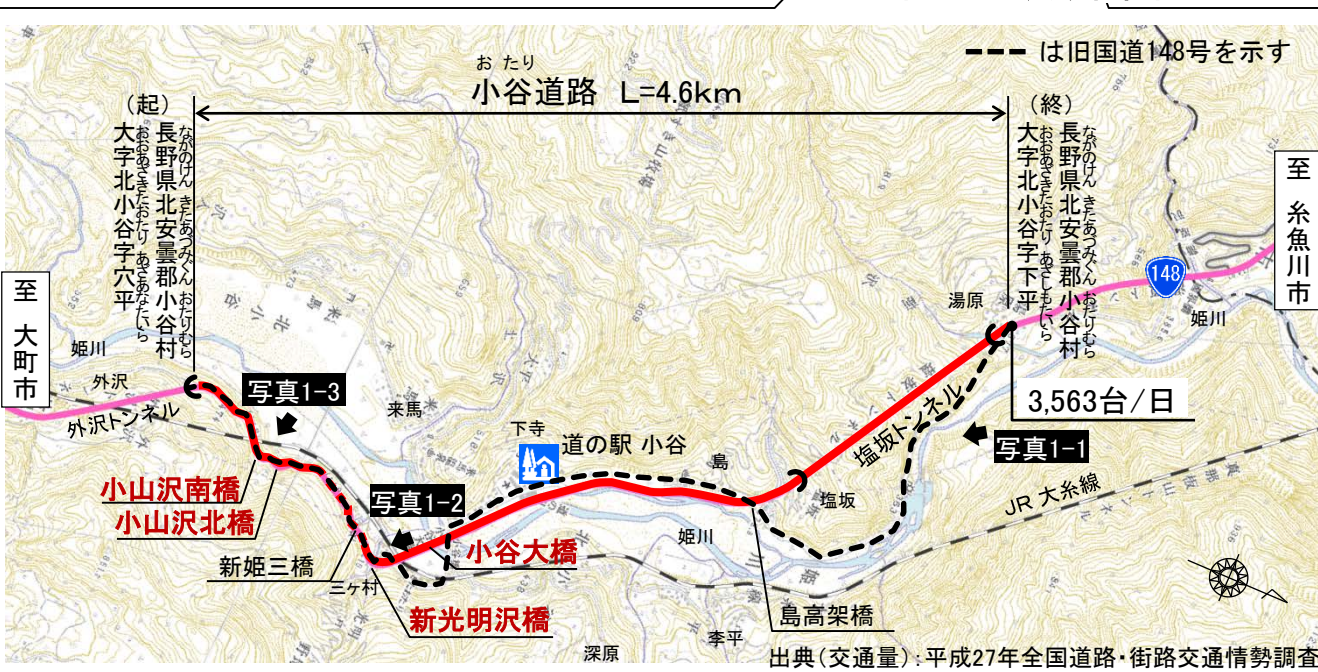 は旧国道148号を示す
おたり
小谷道路 L=4.6km
（起）
長野県北安曇郡小谷村
ながのけん きたあづみぐん おたりむら
大字北小谷字穴平
おおあざきたおたり あざあなたいら
（終）
長野県北安曇郡小谷村
ながのけん きたあづみぐん おたりむら
大字北小谷字下平
おおあざきたおたり あざしもたいら
至 大町市
至 糸魚川市
148
姫川
湯原
姫川
外沢
外沢トンネル
写真1-3
来馬
下寺
道の駅 小谷
島
塩坂トンネル
3,563台/日
写真1-1
小山沢南橋
小山沢北橋
写真1-2
塩坂
JR 大糸線
新姫三橋
小谷大橋
姫川
三ヶ村
新光明沢橋
島高架橋
李平
深原
出典(交通量):平成27年全国道路・街路交通情勢調査